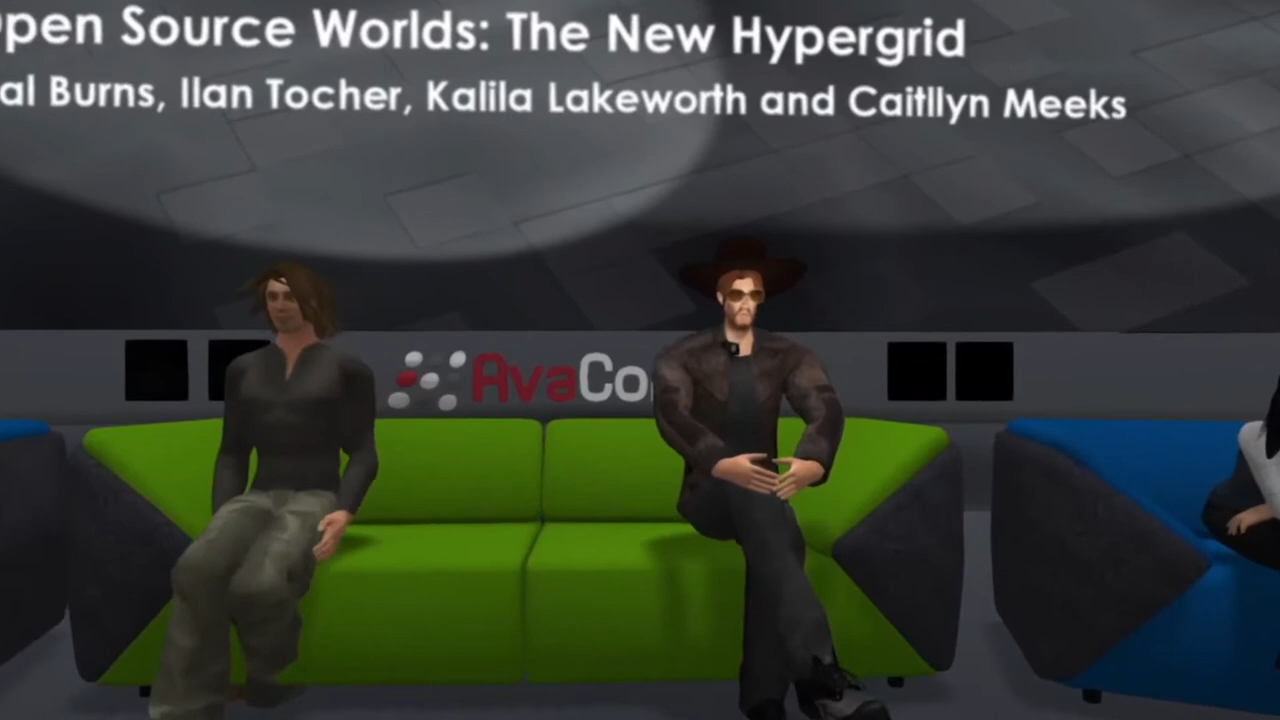 pen Source Worlds: The New Hypergrid
al Burns, Ilan Tocher, Kalila Lakeworth and Caitllyn Meeks
AvaCo